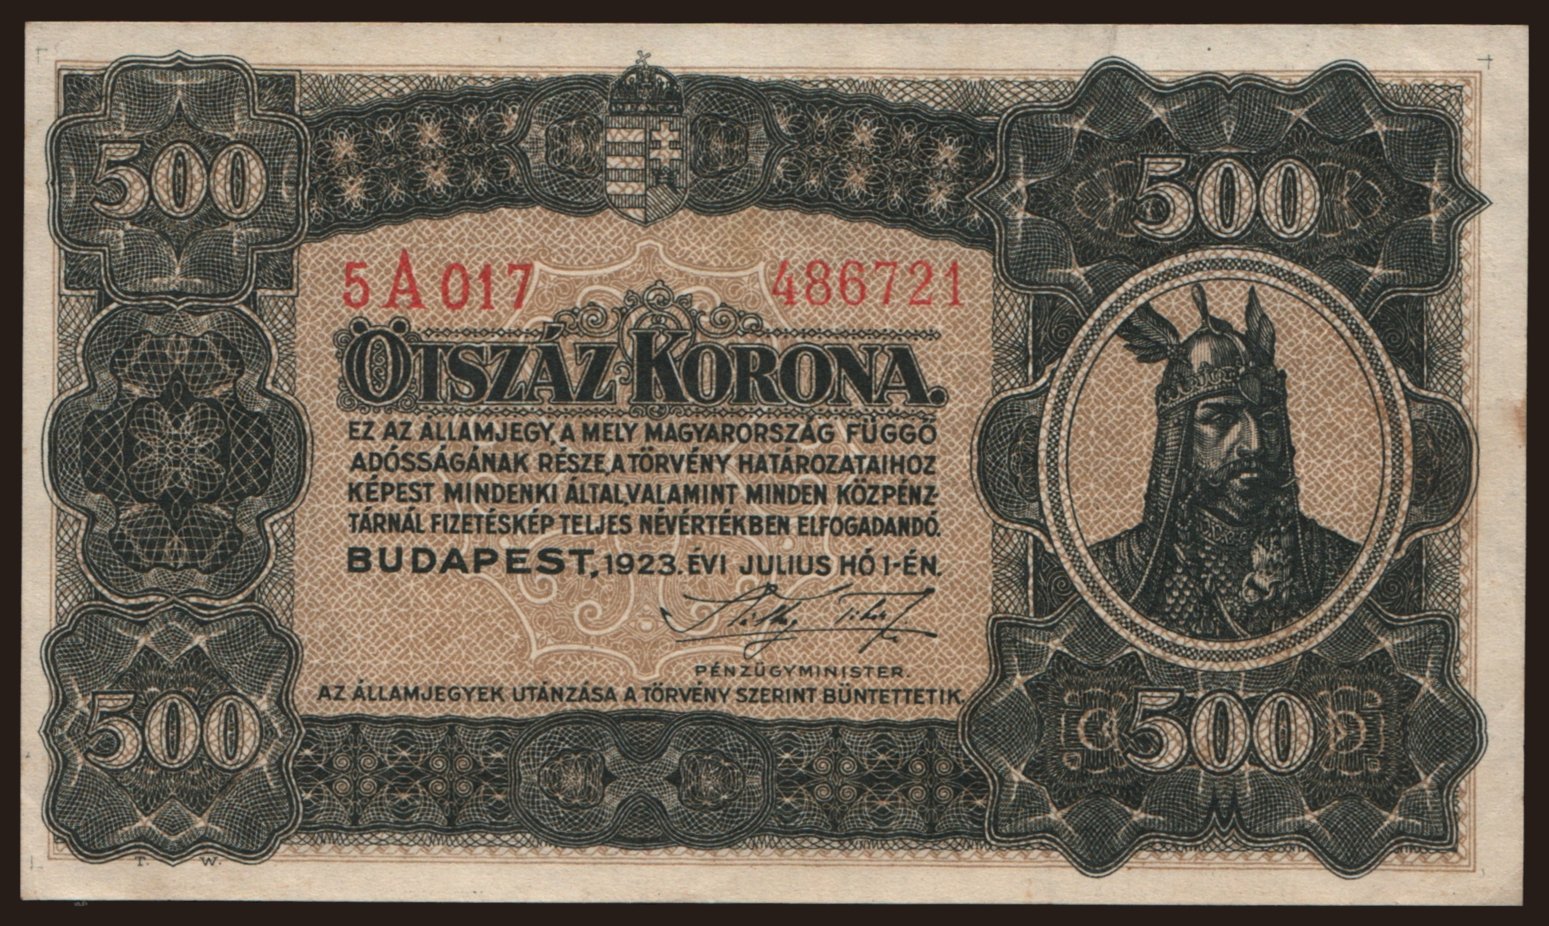 500
500
5 A 017 486721
ÖTSZÁZ KORONA.
EZ AZ ÁLLAMJEGY, A MELY MAGYARORSZÁG FÜGGŐ
ADÓSSÁGÁNAK RÉSZE, A TÖRVÉNY HATÁROZATAIHOZ
KÉPEST MINDENKI ÁLTAL, VALAMINT MINDEN KÖZPÉNZ-
TÁRNÁL FIZETÉSKÉP TELJES NÉVÉRTÉKBEN ELFOGADANDÓ.
BUDAPEST, 1923. ÉVI JULIUS HÓ 1-ÉN.
PÉNZÜGYMINISTER.
AZ ÁLLAMJEGYEK UTÁNZÁSA A TÖRVÉNY SZERINT BÜNTETTETIK.
500
500
T. W.